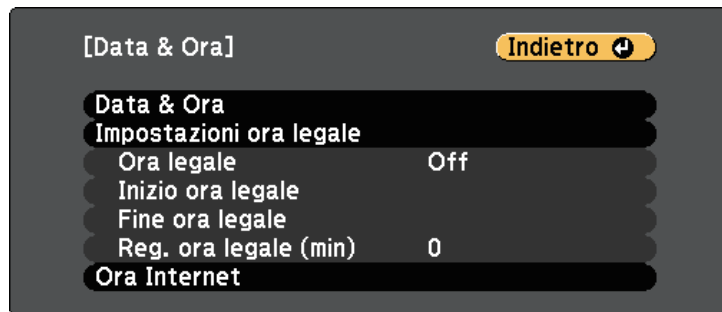 [Data & Ora] Indietro
Data & Ora
Impostazioni ora legale
Ora legale Off
Inizio ora legale
Fine ora legale
Reg. ora legale (min) 0
Ora Internet